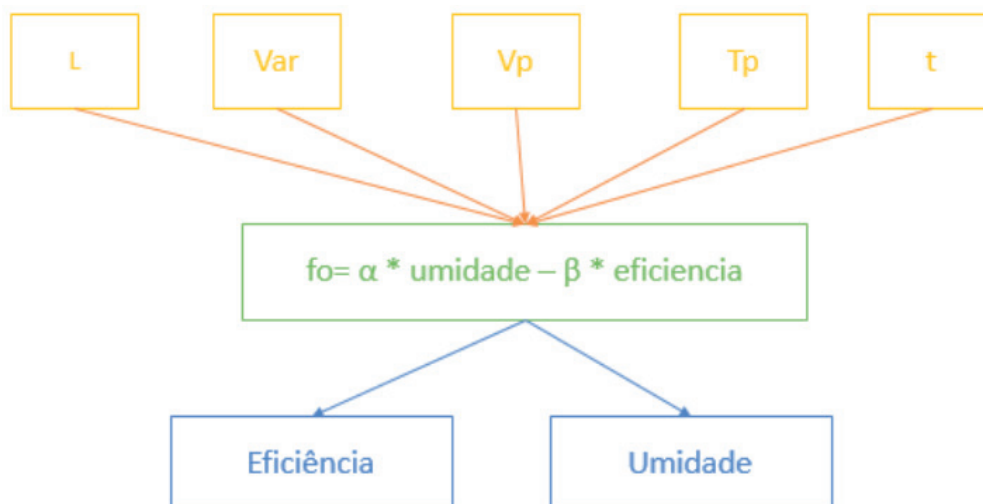 L
Var
Vp
Tp
t
fo= α * umidade – β * eficiencia
Eficiência
Umidade